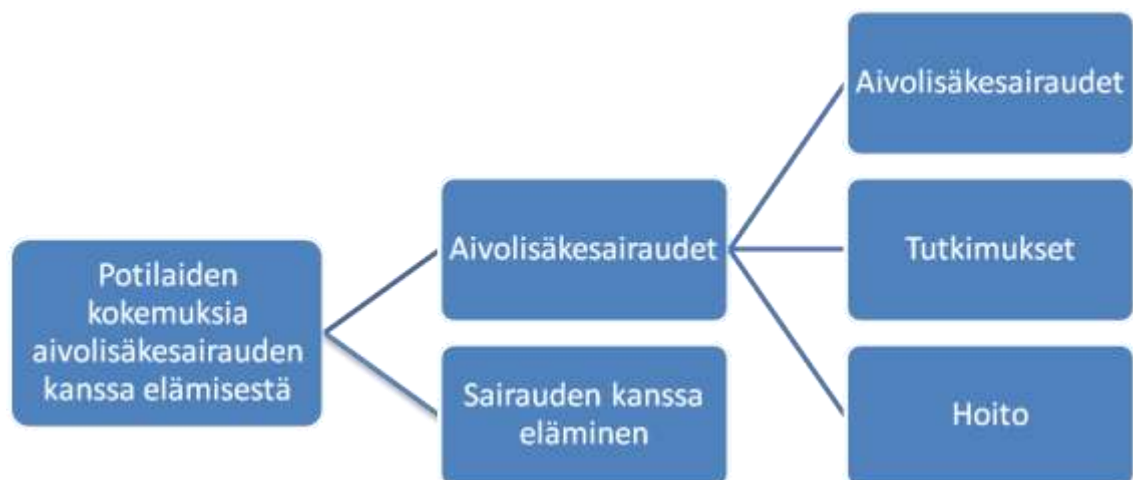 Potilaiden
kokemuksia
aivolisäkesairauden
kanssa elämisestä
Aivolisäkesairaudet
Sairauden kanssa
eläminen
Aivolisäkesairaudet
Tutkimukset
Hoito